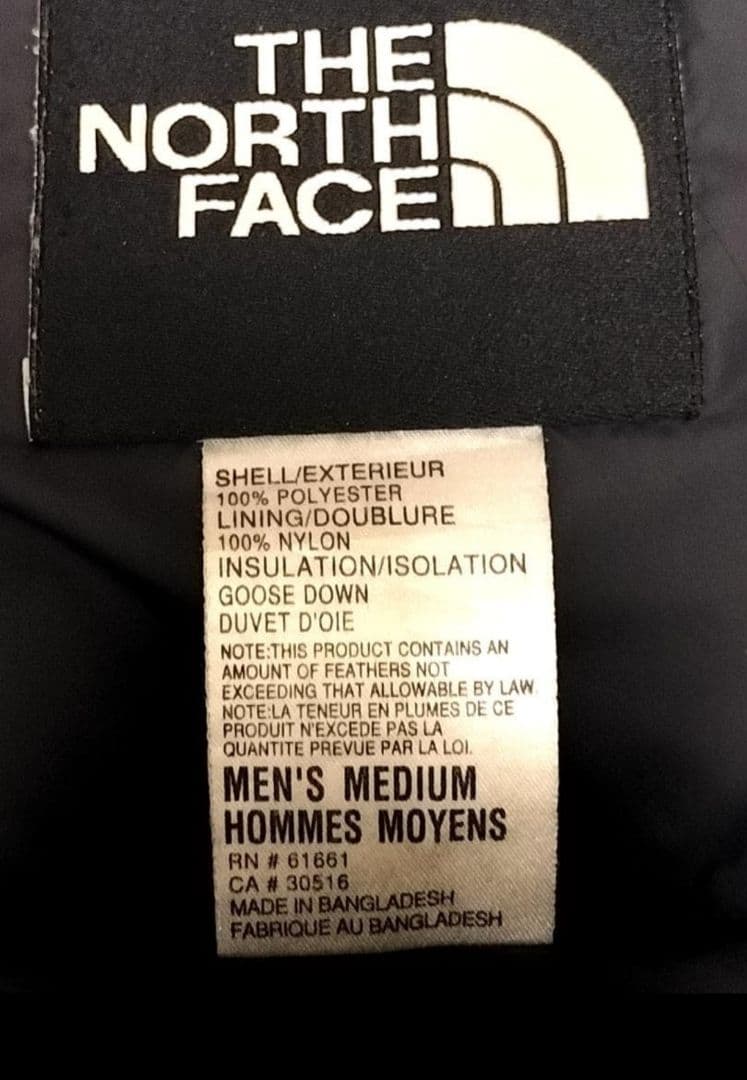 THE
NORTH
FACE
SHELL/EXTERIEUR
100% POLYESTER
LINING/DOUBLURE
100% NYLON
INSULATION/ISOLATION
GOOSE DOWN
DUVET D'OIE
NOTE:THIS PRODUCT CONTAINS AN
AMOUNT OF FEATHERS NOT
EXCEEDING THAT ALLOWABLE BY LAW.
NOTE:LA TENEUR EN PLUMES DE CE
PRODUIT N'EXCEDE PAS LA
QUANTITE PREVUE PAR LA LOI.
MEN'S MEDIUM
HOMMES MOYENS
RN # 61661
CA # 30516
MADE IN BANGLADESH
FABRIQUE AU BANGLADESH